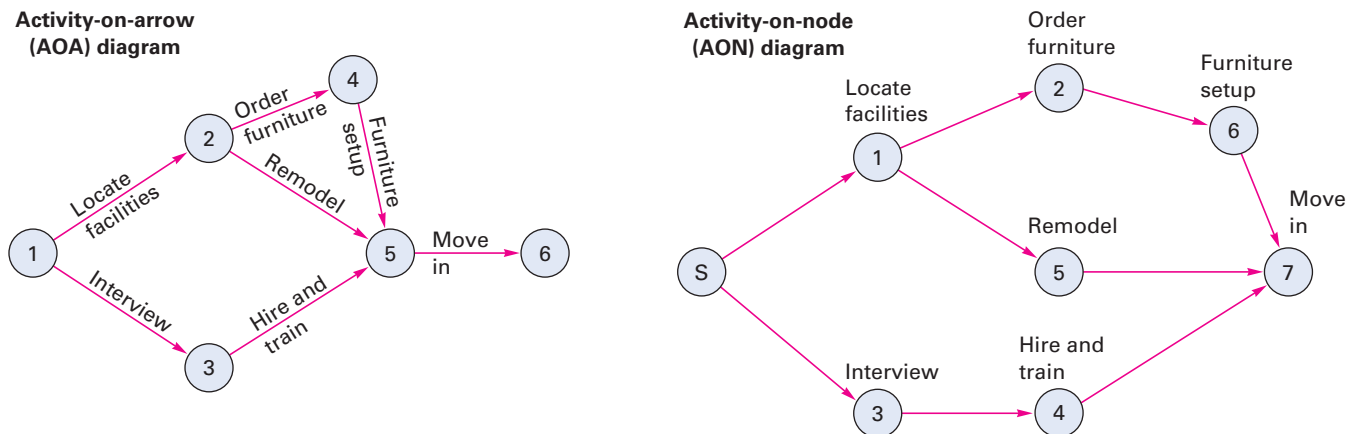 Activity-on-arrow
(AOA) diagram
4
Order
furniture
2
Furniture
setup
Locate
facilities
Remodel
1
5
Move
in
6
Interview
Hire and
train
3
Activity-on-node
(AON) diagram
Order
furniture
2
Furniture
setup
6
Locate
facilities
1
Move
in
Remodel
S
5
7
Interview
3
Hire and
train
4